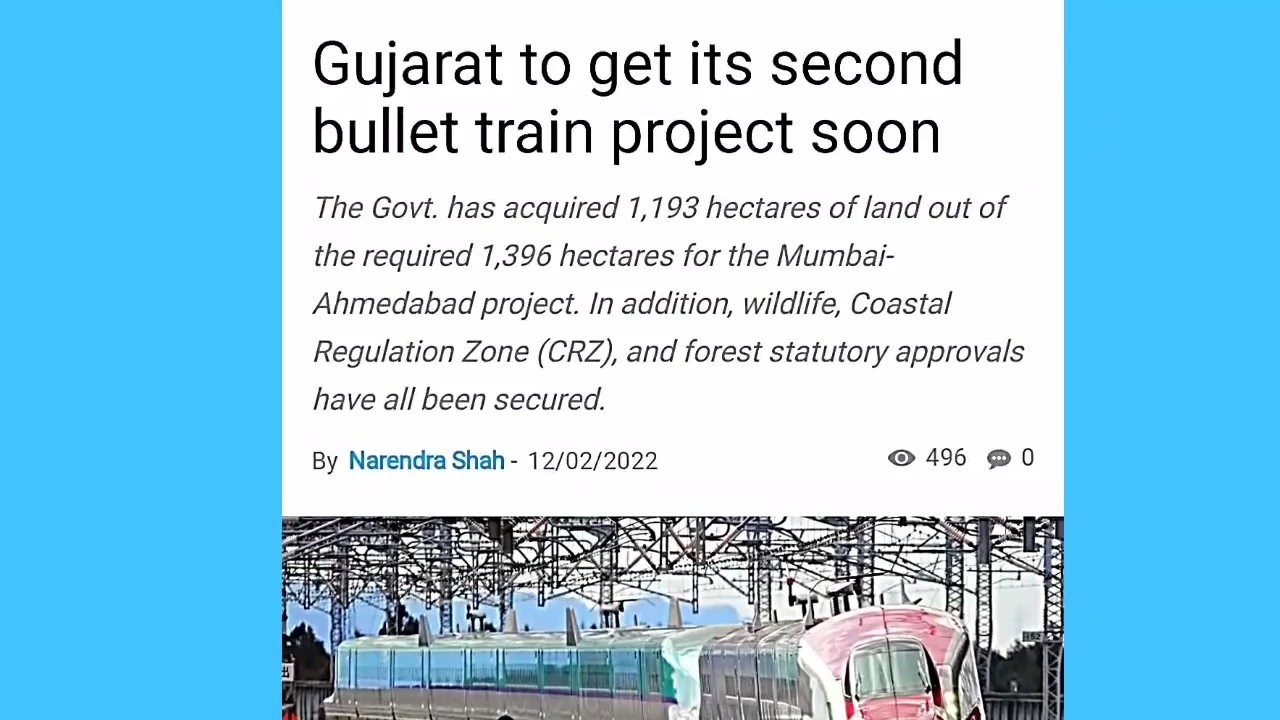 Gujarat to get its second
bullet train project soon
The Govt. has acquired 1,193 hectares of land out of
the required 1,396 hectares for the Mumbai-
Ahmedabad project. In addition, wildlife, Coastal
Regulation Zone (CRZ), and forest statutory approvals
have all been secured.
By Narendra Shah - 12/02/2022 496 0